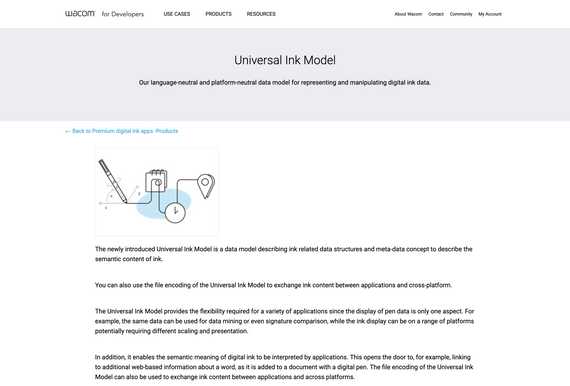 wacom for Developers USE CASES PRODUCTS RESOURCES About Wacom Contact Community My Account
Universal Ink Model
Our language-neutral and platform-neutral data model for representing and manipulating digital ink data.
← Back to Premium digital ink apps Products
The newly introduced Universal Ink Model is a data model describing ink related data structures and meta-data concept to describe the
semantic content of ink.
You can also use the file encoding of the Universal Ink Model to exchange ink content between applications and cross-platform.
The Universal Ink Model provides the flexibility required for a variety of applications since the display of pen data is only one aspect. For
example, the same data can be used for data mining or even signature comparison, while the ink display can be on a range of platforms
potentially requiring different scaling and presentation.
In addition, it enables the semantic meaning of digital ink to be interpreted by applications. This opens the door to, for example, linking
to additional web-based information about a word, as it is added to a document with a digital pen. The file encoding of the Universal Ink
Model can also be used to exchange ink content between applications and across platforms.